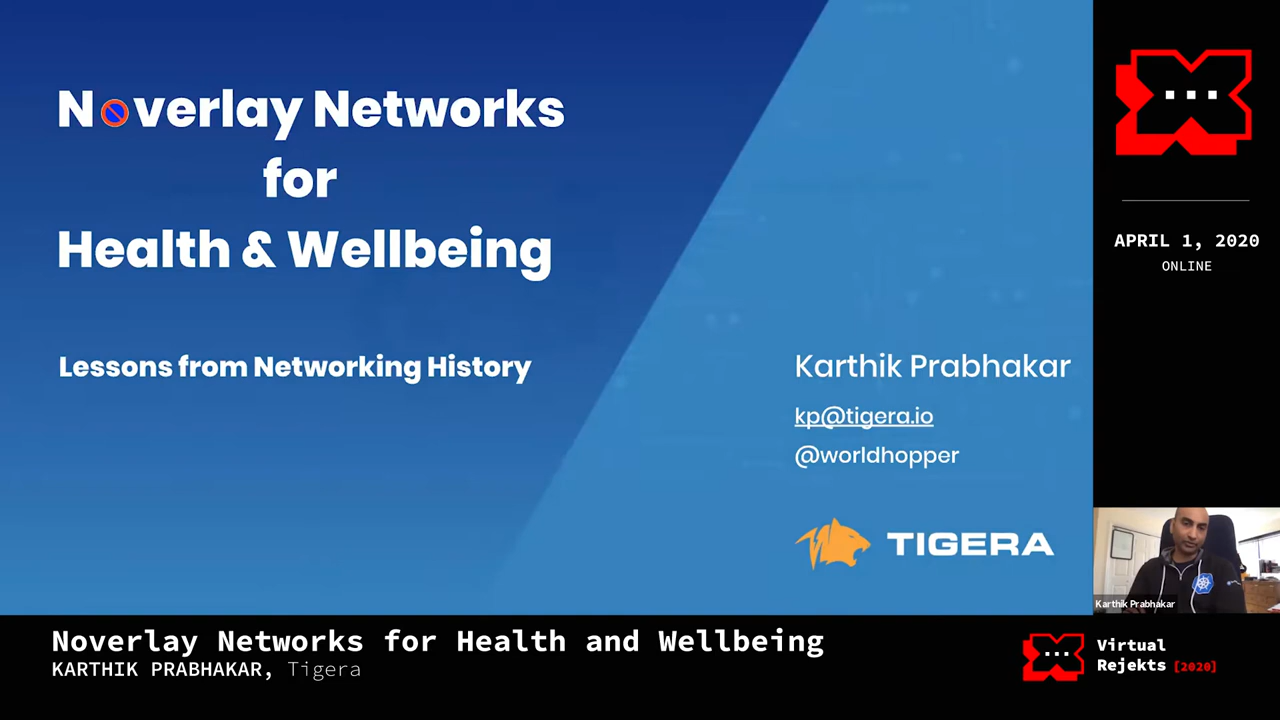 Noverlay Networks
for
Health & Wellbeing
Lessons from Networking History
Karthik Prabhakar
kp@tigera.io
@worldhopper
TIGERA
APRIL 1, 2020
ONLINE
Karthik Prabhakar
Noverlay Networks for Health and Wellbeing
KARTHIK PRABHAKAR, Tigera
Virtual
Rejekts [2020]